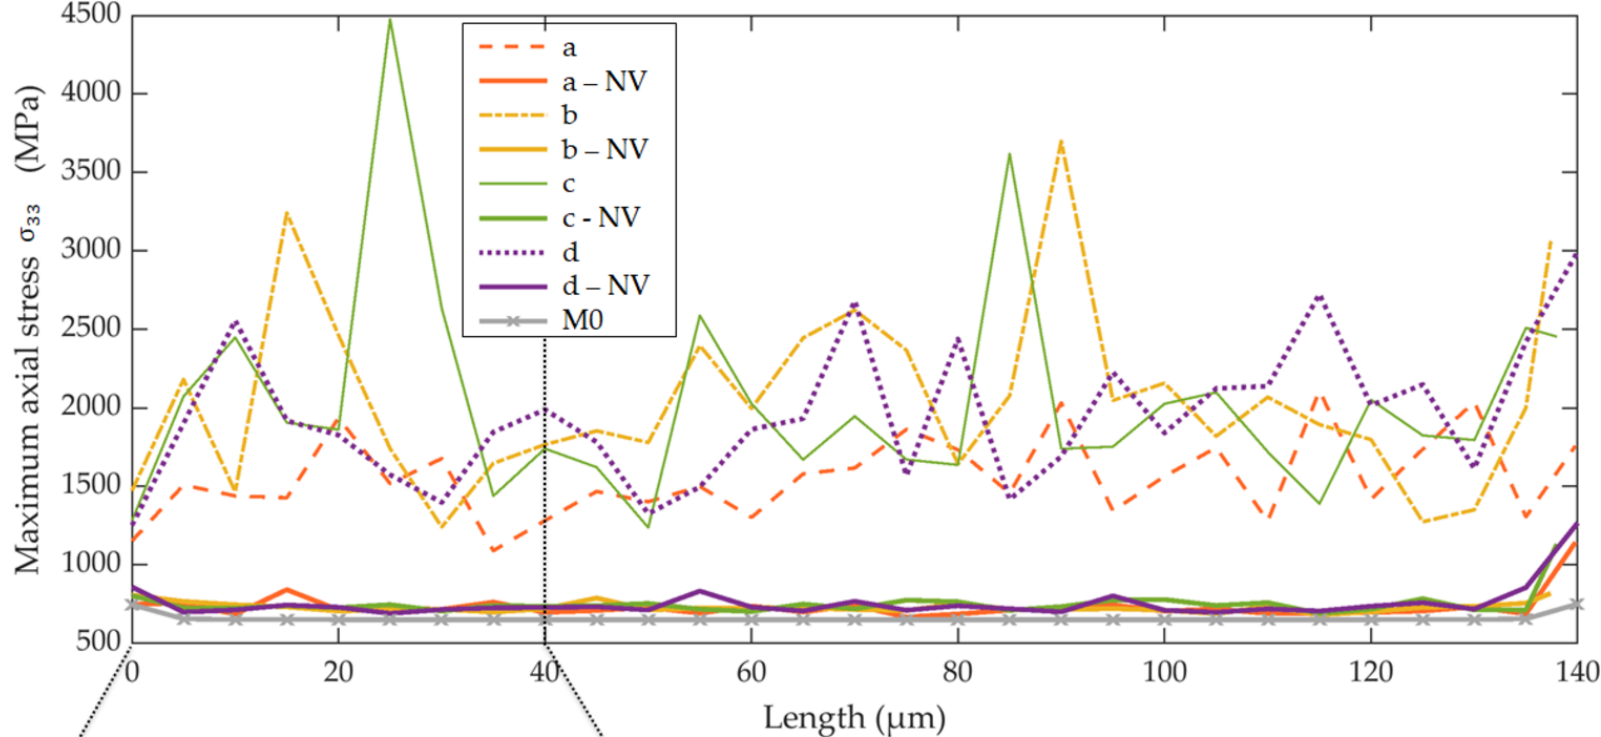 4500
4000
3500
3000
2500
2000
1500
1000
500
Maximum axial stress σ33 (MPa)
a
a – NV
b
b – NV
c
c - NV
d
d – NV
M0
0 20 40 60 80 100 120 140
Length (µm)